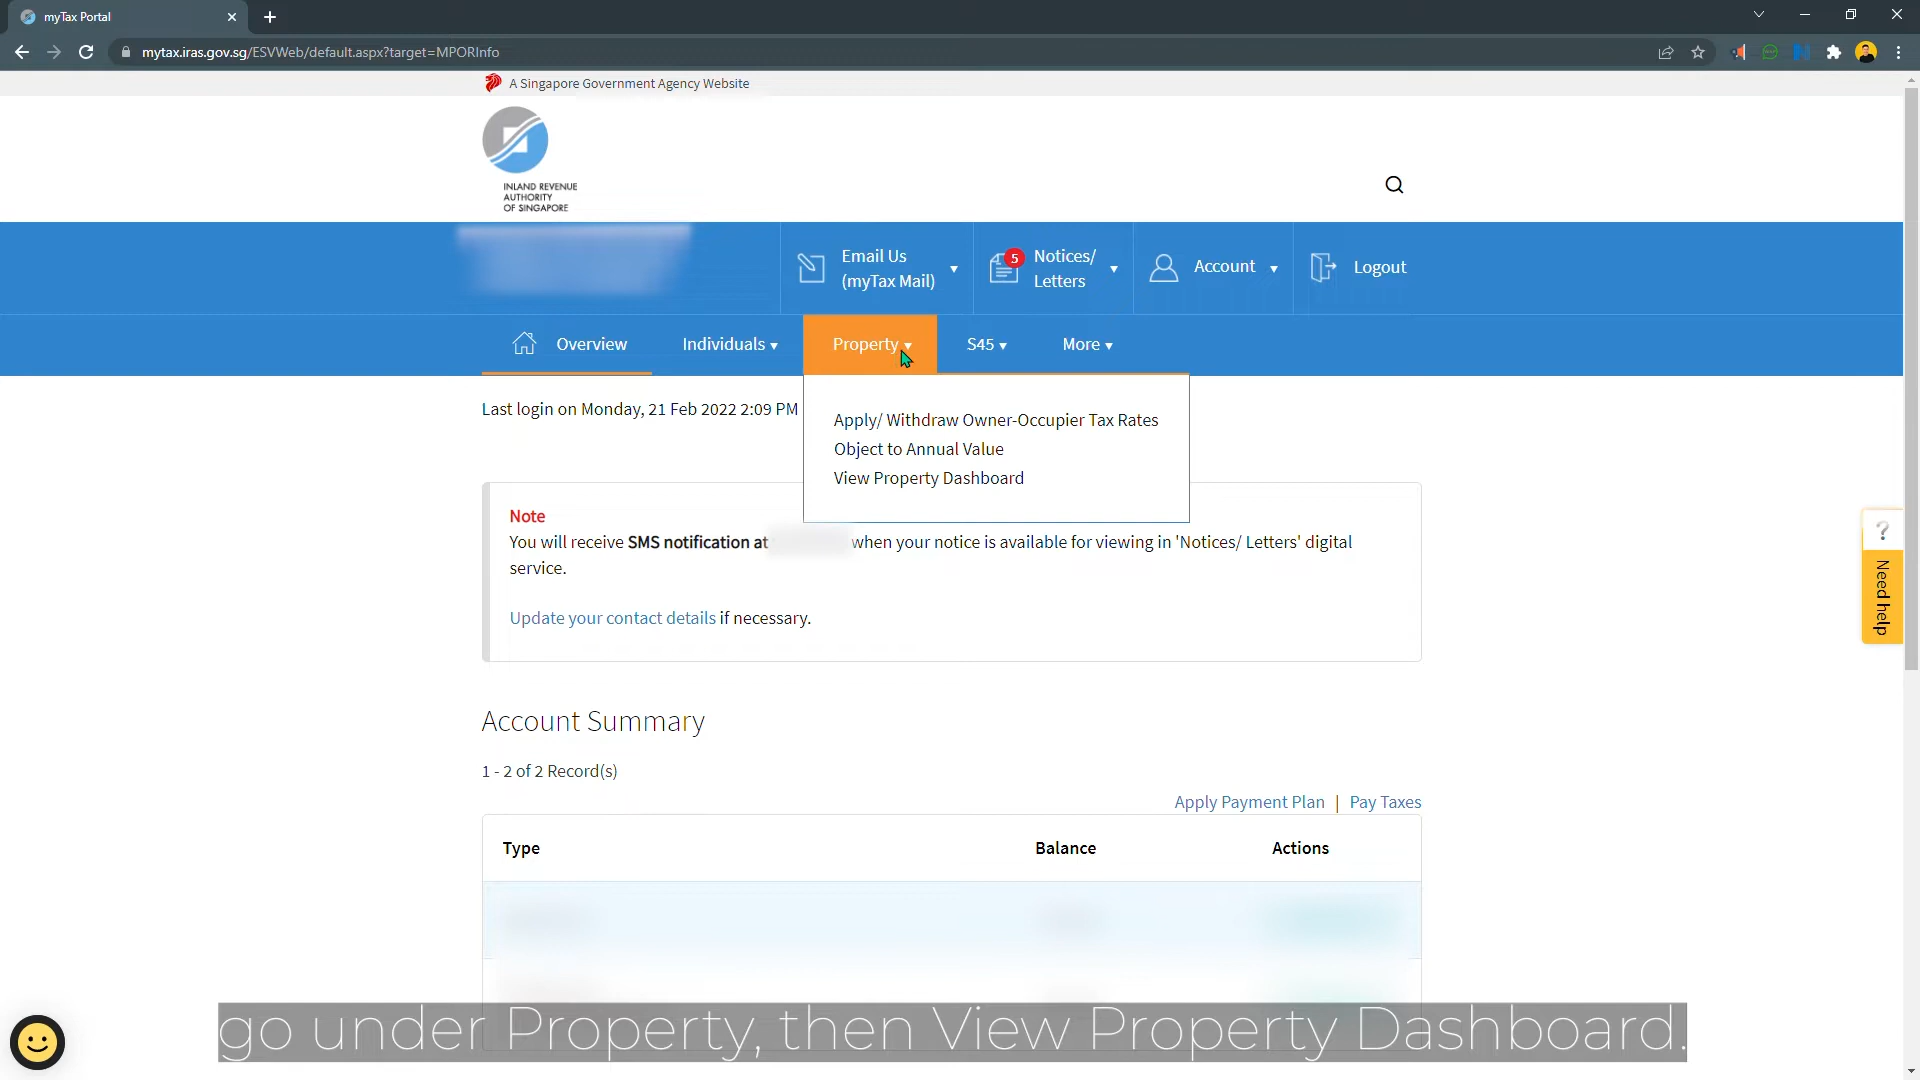 myTax Portal
mytax.iras.gov.sg/ESVWeb/default.aspx?target=MPORInfo
A Singapore Government Agency Website
INLAND REVENUE
AUTHORITY
OF SINGAPORE
Email Us
(myTax Mail)
5
Notices/
Letters
Account
Logout
Overview
Individuals
Property
S45
More
Last login on Monday, 21 Feb 2022 2:09 PM
Apply/ Withdraw Owner-Occupier Tax Rates
Object to Annual Value
View Property Dashboard
Note
You will receive SMS notification at when your notice is available for viewing in 'Notices/ Letters' digital
service.
Update your contact details if necessary.
? Need help
Account Summary
1 - 2 of 2 Record(s)
Apply Payment Plan | Pay Taxes
Type Balance Actions
go under Property, then View Property Dashboard.